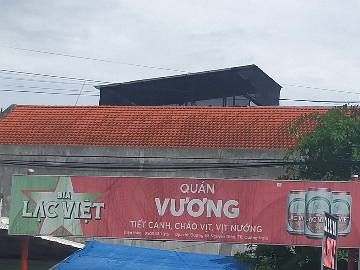 BIA
LẠC VIỆT
QUÁN
VƯƠNG
TIẾT CANH, CHÁO VỊT, VỊT NƯỚNG